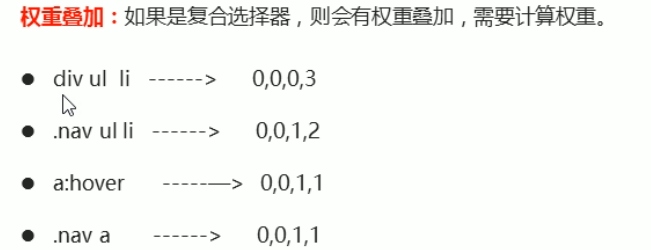 权重叠加：如果是复合选择器，则会有权重叠加，需要计算权重。
● div ul li ------> 0,0,0,3
● .nav ul li ------> 0,0,1,2
● a:hover -----—> 0,0,1,1
● .nav a ------> 0,0,1,1